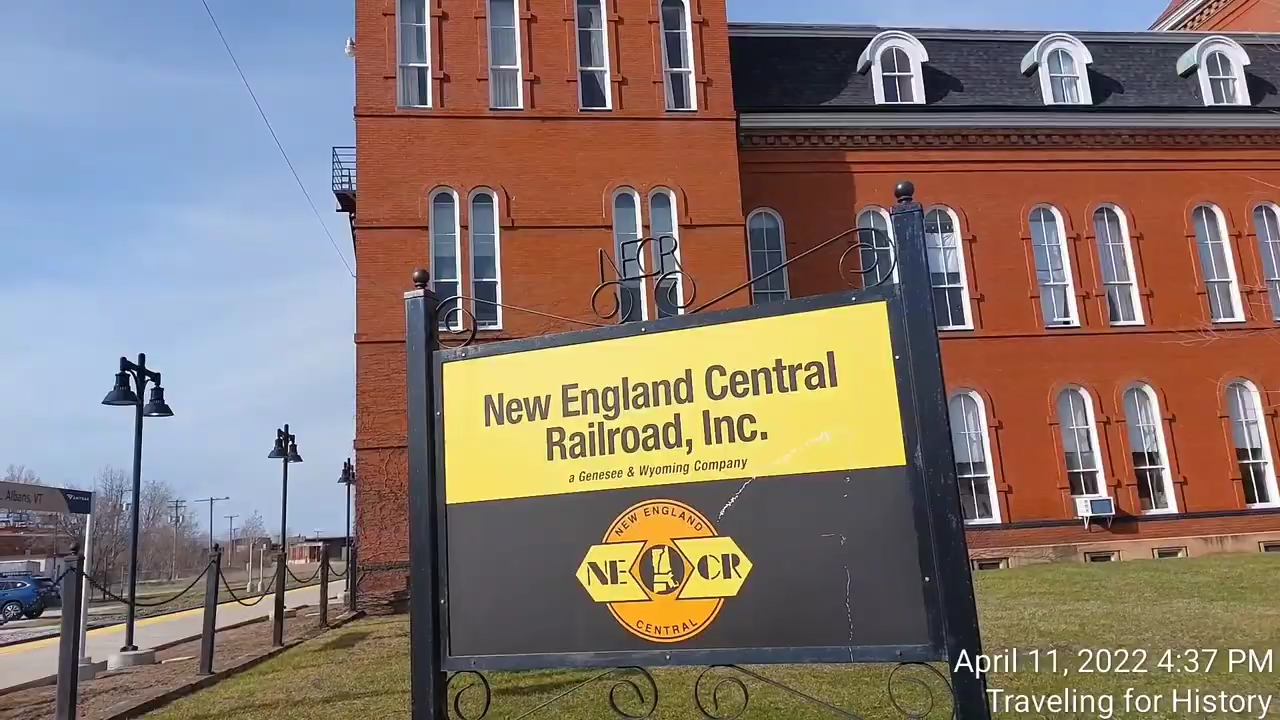 New England Central
Railroad, Inc.
a Genesee & Wyoming Company
NEW ENGLAND
NE CR
CENTRAL
Albans, VT AMTRAK
April 11, 2022 4:37 PM
Traveling for History